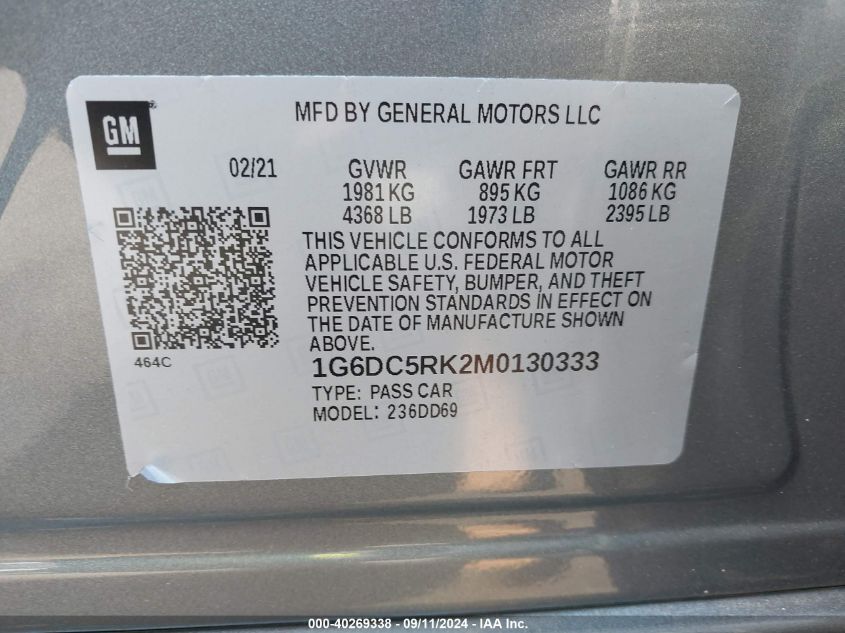 GM
MFD BY GENERAL MOTORS LLC
02/21 GVWR GAWR FRT GAWR RR
1981 KG 895 KG 1086 KG
4368 LB 1973 LB 2395 LB
THIS VEHICLE CONFORMS TO ALL
APPLICABLE U.S. FEDERAL MOTOR
VEHICLE SAFETY, BUMPER, AND THEFT
PREVENTION STANDARDS IN EFFECT ON
THE DATE OF MANUFACTURE SHOWN
ABOVE.
464C
1G6DC5RK2M0130333
TYPE: PASS CAR
MODEL: 236DD69
000-40269338 - 09/11/2024 - IAAI.com